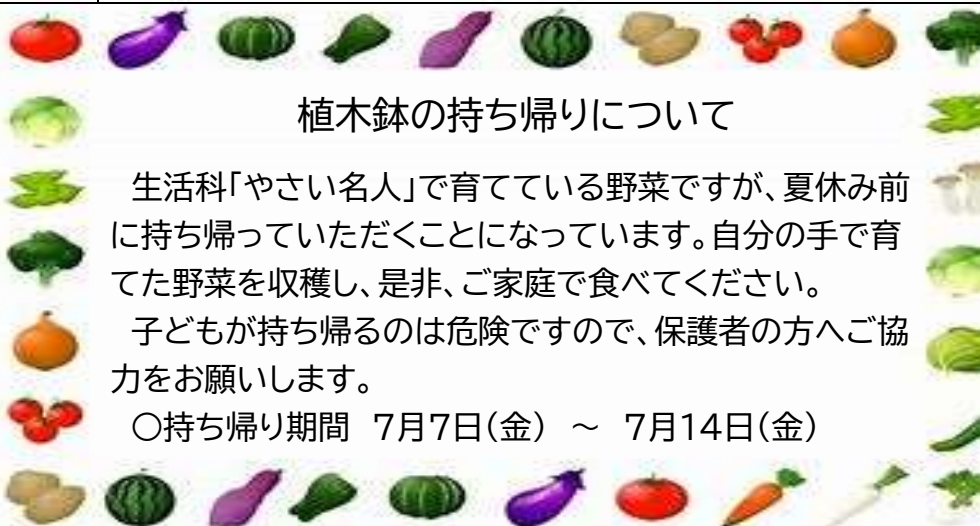 植木鉢の持ち帰りについて
　生活科「やさい名人」で育てている野菜ですが、夏休み前
に持ち帰っていただくことになっています。自分の手で育
てた野菜を収穫し、是非、ご家庭で食べてください。
　子どもが持ち帰るのは危険ですので、保護者の方へご協
力をお願いします。
　○持ち帰り期間　7月7日(金)　～　7月14日(金)